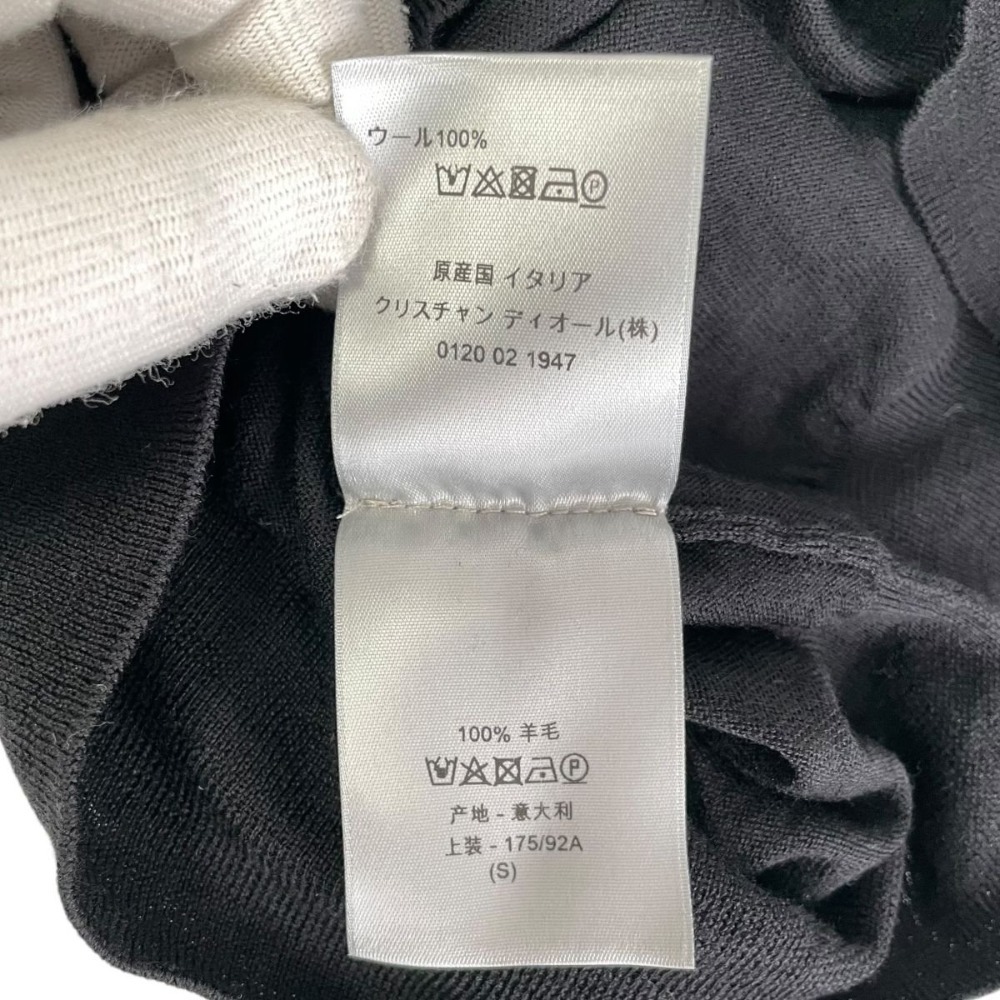 ウール100%
原産国 イタリア
クリスチャン ディオール(株)
0120 02 1947
100% 羊毛
产地 - 意大利
上装 - 175/92A
(S)